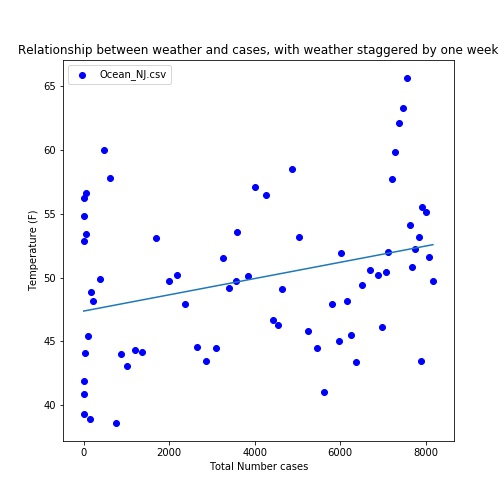 Relationship between weather and cases, with weather staggered by one week
Ocean_NJ.csv
65
60
55
50
45
40
Temperature (F)
0 2000 4000 6000 8000
Total Number cases